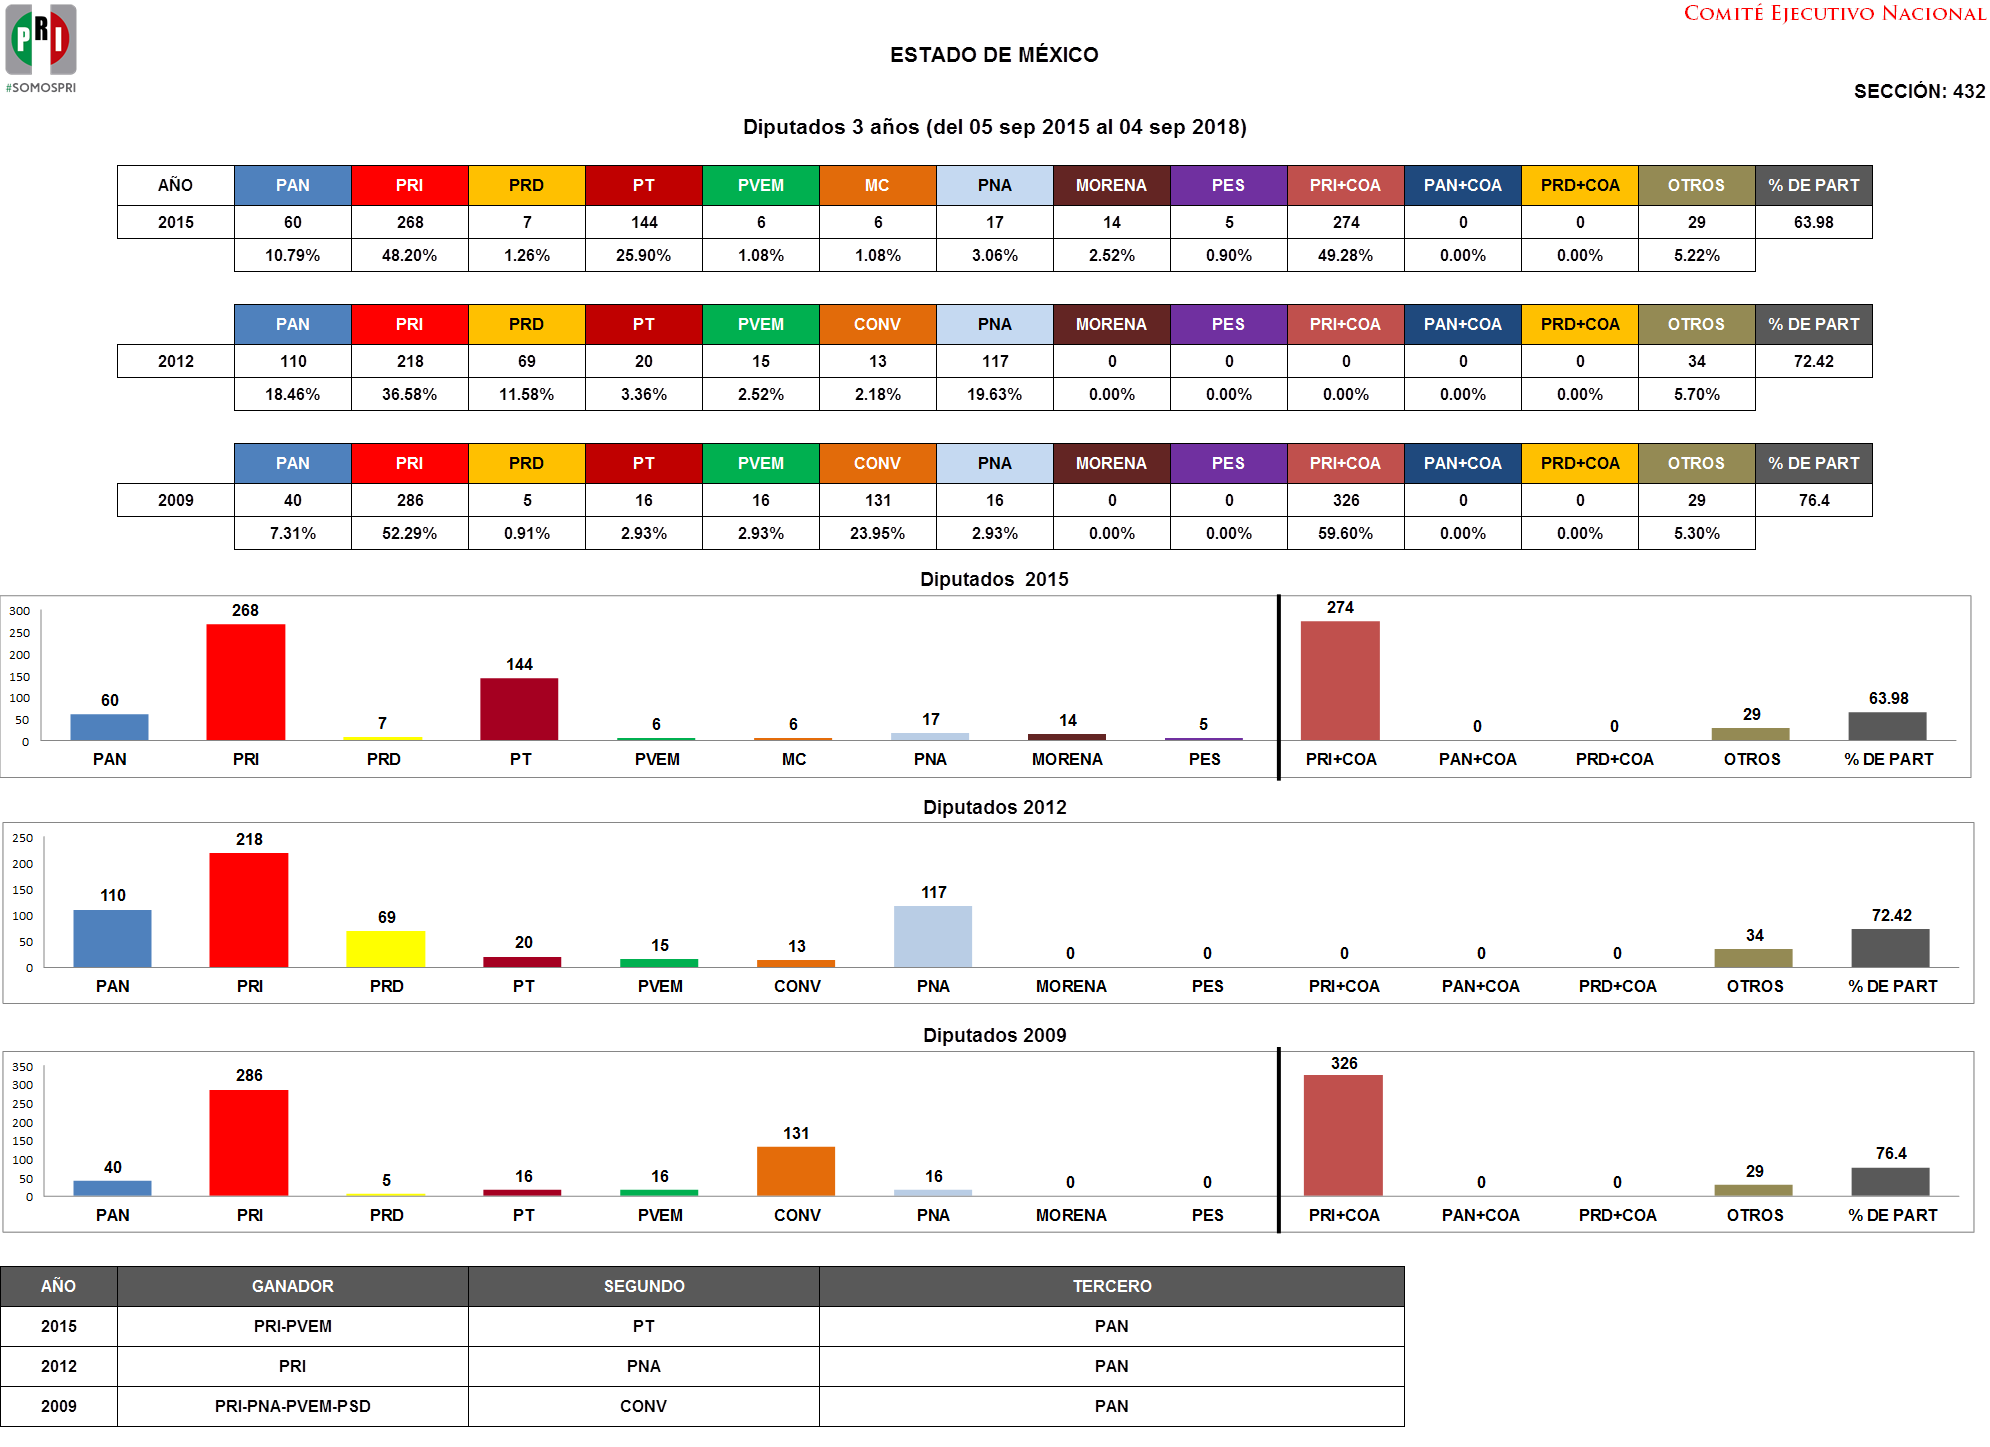 PRI
#SOMOSPRI
COMITÉ EJECUTIVO NACIONAL
ESTADO DE MÉXICO
SECCIÓN: 432
Diputados 3 años (del 05 sep 2015 al 04 sep 2018)
AÑO PAN PRI PRD PT PVEM MC PNA MORENA PES PRI+COA PAN+COA PRD+COA OTROS % DE PART
2015 60 268 7 144 6 6 17 14 5 274 0 0 29 63.98
10.79% 48.20% 1.26% 25.90% 1.08% 1.08% 3.06% 2.52% 0.90% 49.28% 0.00% 0.00% 5.22%
PAN PRI PRD PT PVEM CONV PNA MORENA PES PRI+COA PAN+COA PRD+COA OTROS % DE PART
2012 110 218 69 20 15 13 117 0 0 0 0 0 34 72.42
18.46% 36.58% 11.58% 3.36% 2.52% 2.18% 19.63% 0.00% 0.00% 0.00% 0.00% 0.00% 5.70%
PAN PRI PRD PT PVEM CONV PNA MORENA PES PRI+COA PAN+COA PRD+COA OTROS % DE PART
2009 40 286 5 16 16 131 16 0 0 326 0 0 29 76.4
7.31% 52.29% 0.91% 2.93% 2.93% 23.95% 2.93% 0.00% 0.00% 59.60% 0.00% 0.00% 5.30%
Diputados 2015
300
250
200
150
100
50
0
60 268 7 144 6 6 17 14 5 274 0 0 29 63.98
PAN PRI PRD PT PVEM MC PNA MORENA PES PRI+COA PAN+COA PRD+COA OTROS % DE PART
Diputados 2012
250
200
150
100
50
0
110 218 69 20 15 13 117 0 0 0 0 0 34 72.42
PAN PRI PRD PT PVEM CONV PNA MORENA PES PRI+COA PAN+COA PRD+COA OTROS % DE PART
Diputados 2009
350
300
250
200
150
100
50
0
40 286 5 16 16 131 16 0 0 326 0 0 29 76.4
PAN PRI PRD PT PVEM CONV PNA MORENA PES PRI+COA PAN+COA PRD+COA OTROS % DE PART
AÑO GANADOR SEGUNDO TERCERO
2015 PRI-PVEM PT PAN
2012 PRI PNA PAN
2009 PRI-PNA-PVEM-PSD CONV PAN